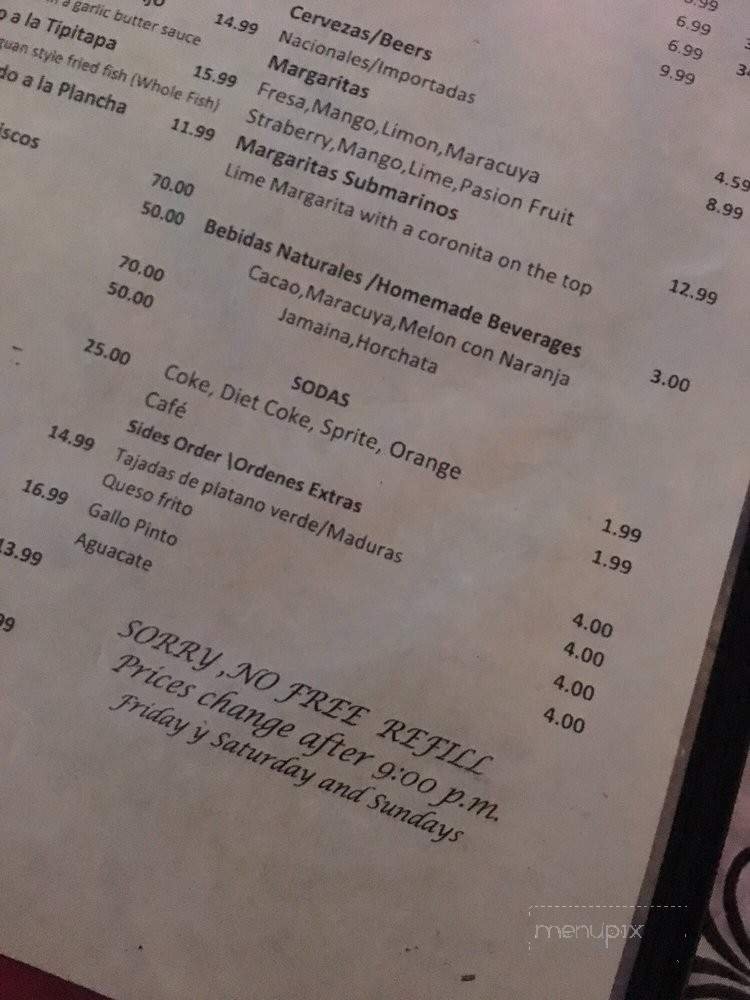 a garlic butter sauce
14.99
o a la Tipitapa
guan style fried fish (Whole Fish)
15.99
do a la Plancha
11.99
iscos
70.00
50.00
70.00
50.00
25.00
14.99
16.99
13.99
99
Cervezas/Beers
Nacionales/Importadas
Margaritas
Fresa,Mango,Limon,Maracuya
Straberry,Mango,Lime,Pasion Fruit
Margaritas Submarinos
Lime Margarita with a coronita on the top
Bebidas Naturales /Homemade Beverages
Cacao,Maracuya,Melon con Naranja
Jamaina,Horchata
SODAS
Coke, Diet Coke, Sprite, Orange
Café
Sides Order \Ordenes Extras
Tajadas de platano verde/Maduras
Queso frito
Gallo Pinto
Aguacate
6.99
6.99
9.99
4.59
8.99
12.99
3.00
1.99
1.99
4.00
4.00
4.00
4.00
SORRY ,NO FREE REFILL
Prices change after 9:00 p.m.
Friday y Saturday and Sundays
menupix